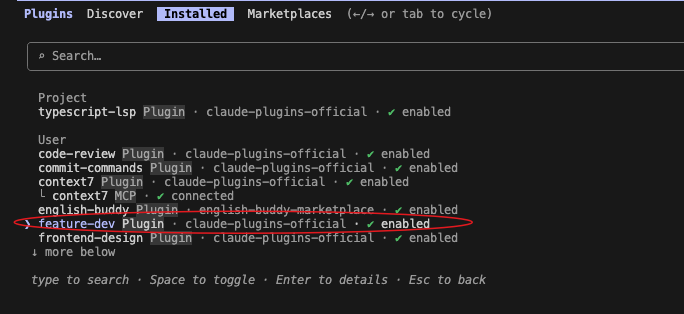 Plugins Discover Installed Marketplaces (←/→ or tab to cycle)
⌕ Search…
Project
typescript-lsp Plugin · claude-plugins-official · ✔ enabled
User
code-review Plugin · claude-plugins-official · ✔ enabled
commit-commands Plugin · claude-plugins-official · ✔ enabled
context7 Plugin · claude-plugins-official · ✔ enabled
└ context7 MCP · ✔ connected
english-buddy Plugin · english-buddy-marketplace · ✔ enabled
❯ feature-dev Plugin · claude-plugins-official · ✔ enabled
frontend-design Plugin · claude-plugins-official · ✔ enabled
↓ more below
type to search · Space to toggle · Enter to details · Esc to back